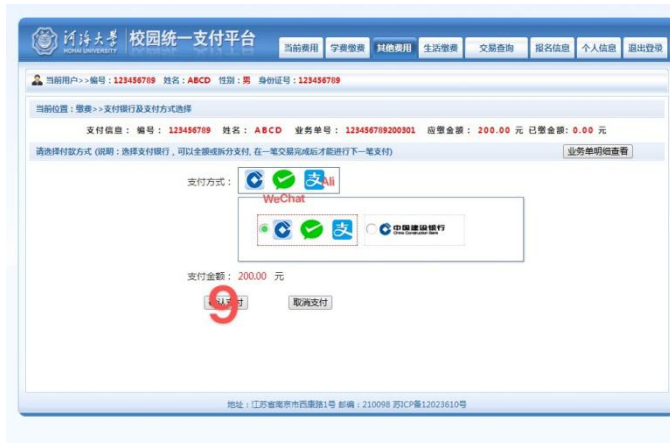 河海大学 校园统一支付平台
HOHAI UNIVERSITY
当前费用 学费缴费 其他费用 生活缴费 交易查询 报名信息 个人信息 退出登录
当前用户>>编号：123456789 姓名：ABCD 性别：男 身份证号：123456789
当前位置：缴费>>支付银行及支付方式选择
支付信息： 编号： 123456789 姓名： ABCD 业务单号： 123456789200301 应缴金额： 200.00 元 已缴金额：0.00 元
请选择付款方式 (说明：选择支付银行，可以全额或拆分支付, 在一笔交易完成后才能进行下一笔支付) 业务单明细查看
支付方式： 支 Ali
WeChat
支 中国建设银行
China Construction Bank
支付金额： 200.00 元
确认支付 取消支付
9
地址：江苏省南京市西康路1号 邮编：210098 苏ICP备12023610号